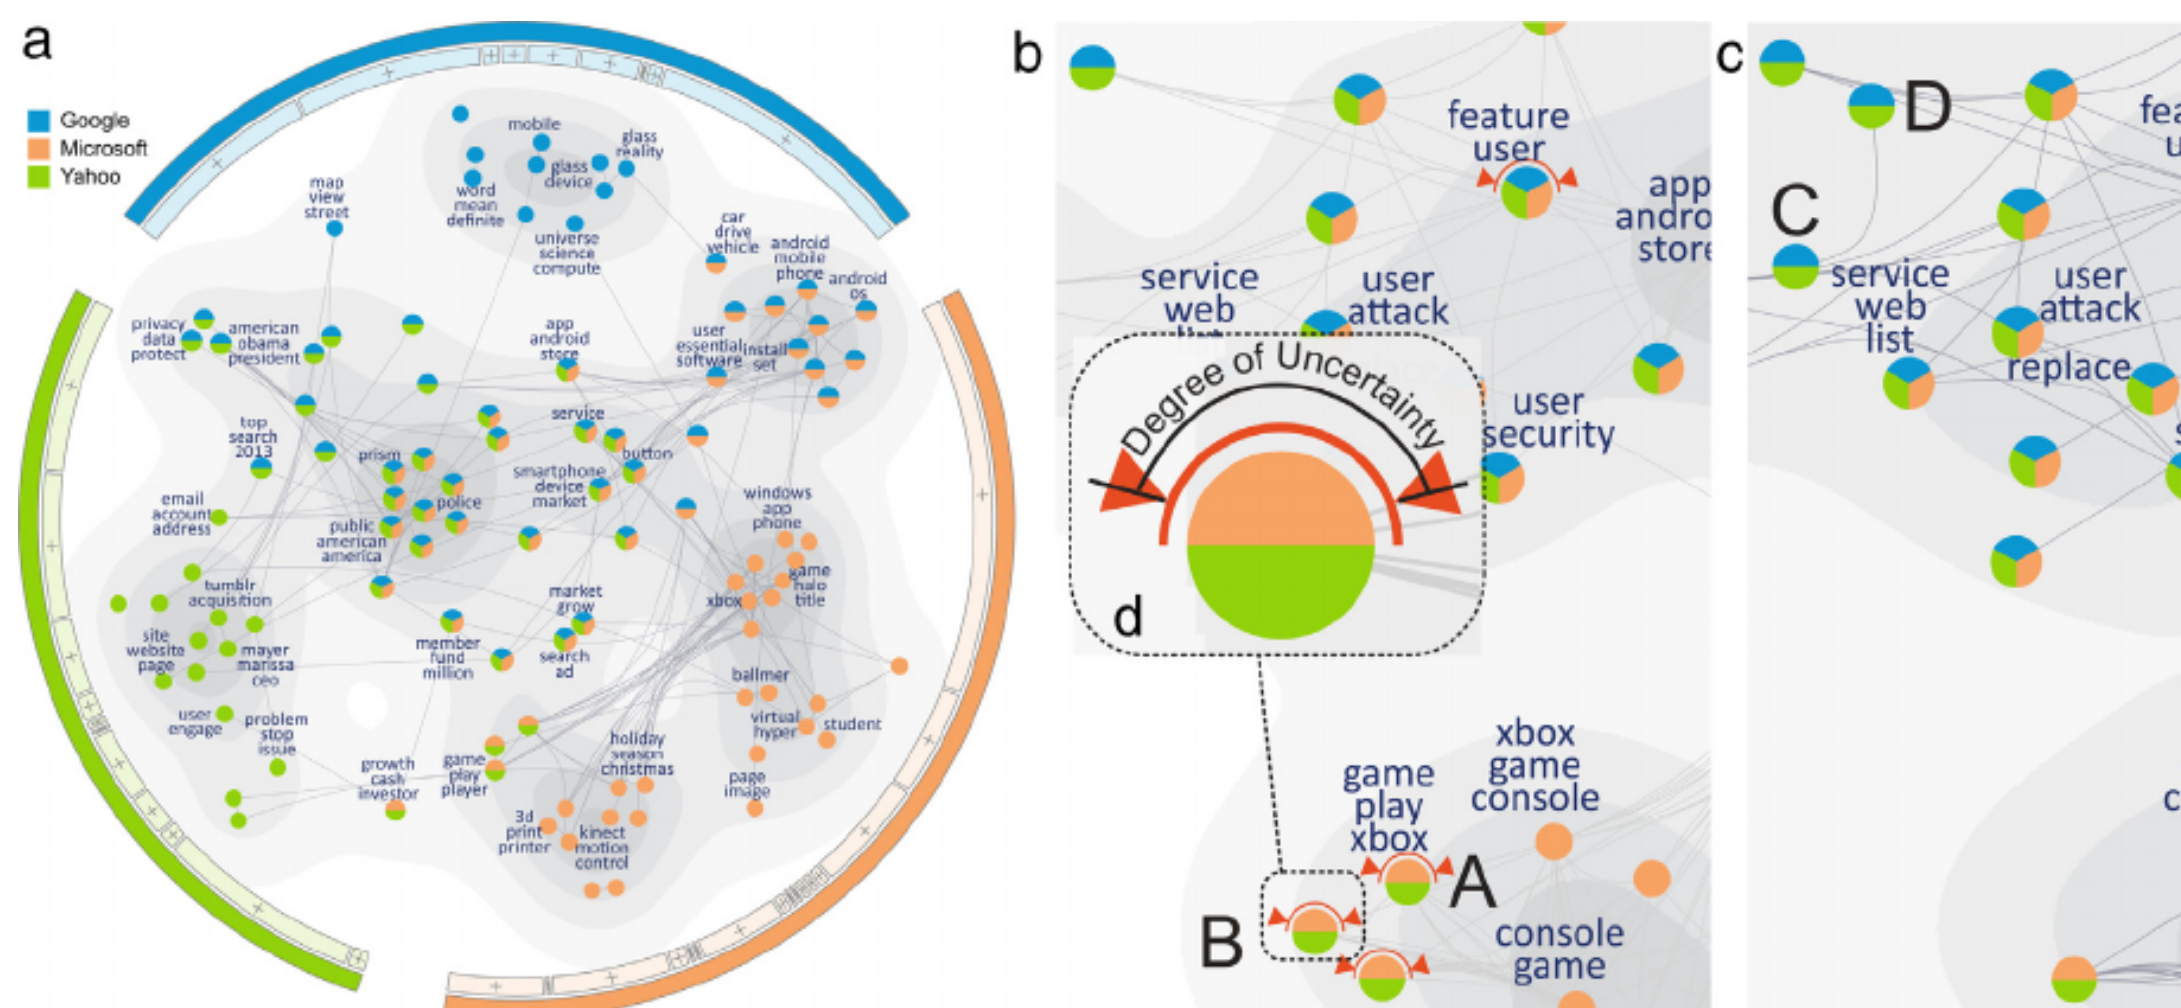 a
Google
Microsoft
Yahoo
mobile
glass
reality
glass
device
word
mean
definite
universe
science
compute
map
view
street
car
drive
vehicle
android
mobile
phone
android
os
privacy
data
protect
american
obama
president
app
android
store
user
essential
software
install
set
top
search
2013
prism
service
button
smartphone
device
market
police
public
american
america
email
account
address
windows
app
phone
game
halo
title
xbox
tumblr
acquisition
site
website
page
mayer
marissa
ceo
market
grow
member
fund
million
search
ad
ballmer
virtual
hyper
student
user
engage
problem
stop
issue
growth
cash
investor
game
play
player
holiday
season
christmas
page
image
3d
print
printer
kinect
motion
control
b
feature
user
app
andro
store
service
web
user
attack
Degree of Uncertainty
user
security
d
xbox
game
console
game
play
xbox
A
B
console
game
c
D
fea
u
C
service
web
list
user
attack
replace
s
c